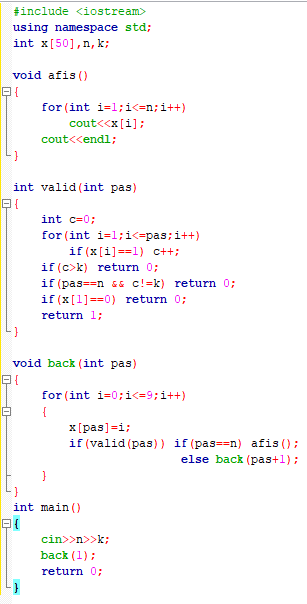 #include <iostream>
using namespace std;
int x[50],n,k;
void afis()
{
for(int i=1;i<=n;i++)
cout<<x[i];
cout<<endl;
}
int valid(int pas)
{
int c=0;
for(int i=1;i<=pas;i++)
if(x[i]==1) c++;
if(c>k) return 0;
if(pas==n && c!=k) return 0;
if(x[1]==0) return 0;
return 1;
}
void back(int pas)
{
for(int i=0;i<=9;i++)
{
x[pas]=i;
if(valid(pas)) if(pas==n) afis();
else back(pas+1);
}
}
int main()
{
cin>>n>>k;
back(1);
return 0;
}